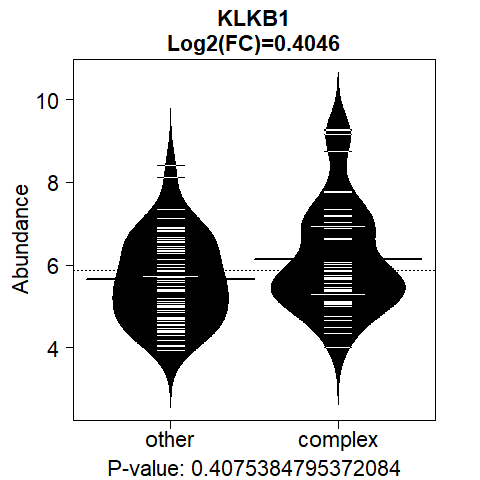 KLKB1
Log2(FC)=0.4046
Abundance
10
8
6
4
other complex
P-value: 0.4075384795372084